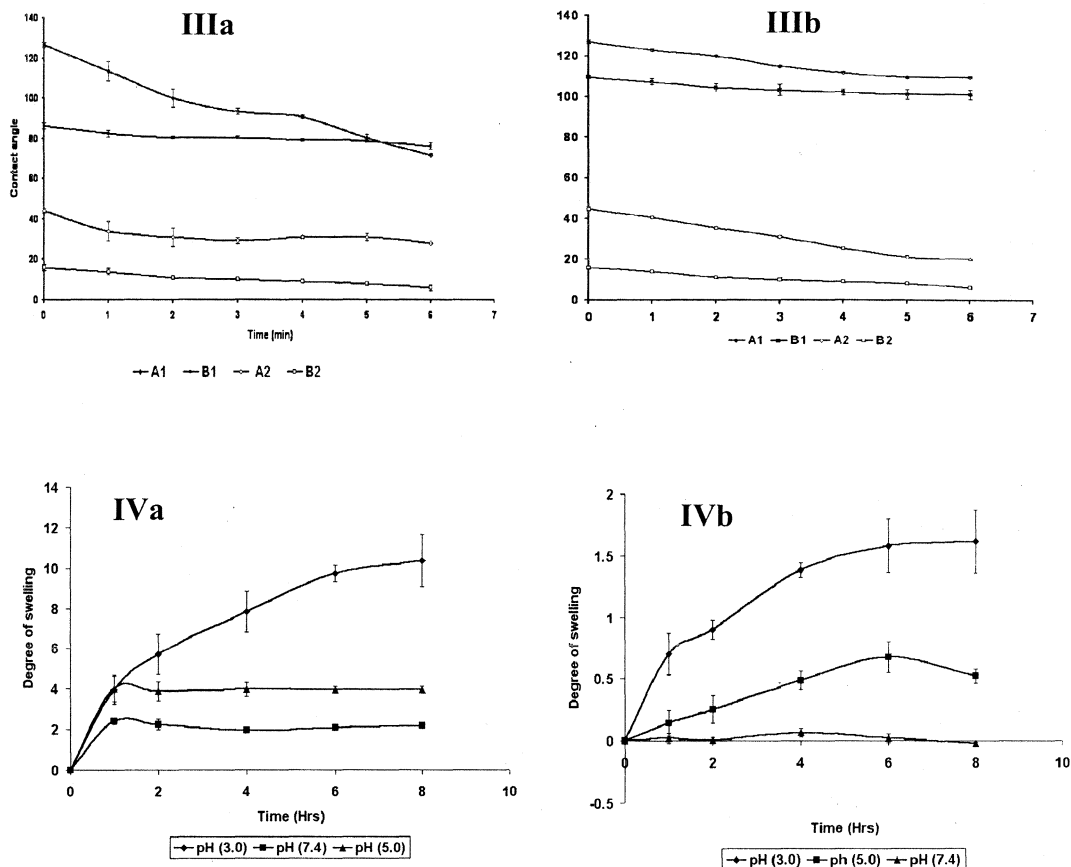 IIIa
140
120
100
80
60
40
20
0
Contact angle
0 1 2 3 4 5 6 7
Time (min)
A1 B1 A2 B2
IIIb
140
120
100
80
60
40
20
0
0 1 2 3 4 5 6 7
A1 B1 A2 B2
IVa
14
12
10
8
6
4
2
0
Degree of swelling
0 2 4 6 8 10
Time (Hrs)
pH (3.0) pH (7.4) pH (5.0)
IVb
2
1.5
1
0.5
0
-0.5
Degree of swelling
0 2 4 6 8 10
Time (Hrs)
pH (3.0) ph (5.0) pH (7.4)